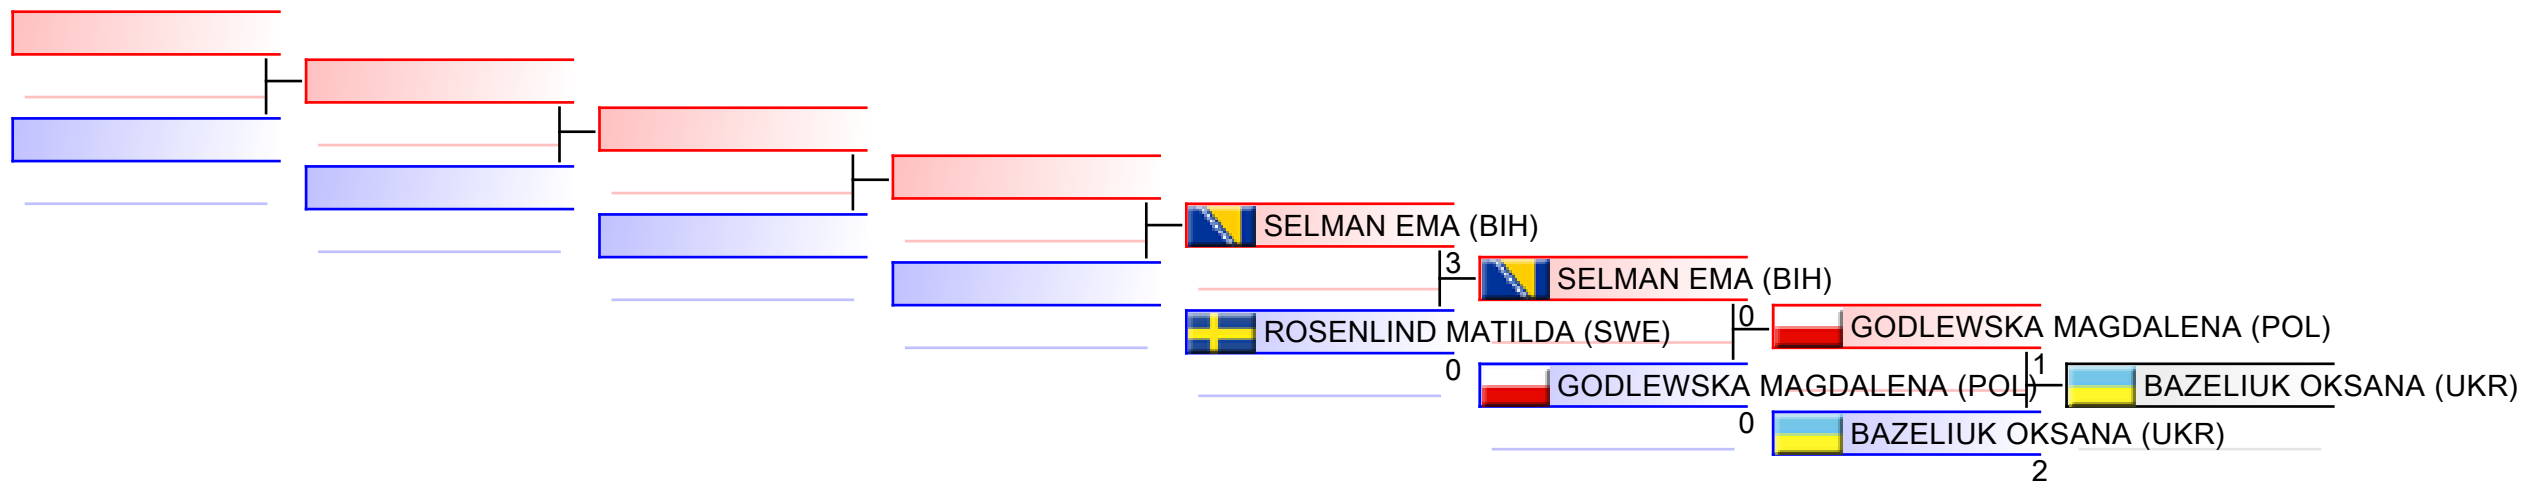 SELMAN EMA (BIH)
3
SELMAN EMA (BIH)
ROSENLIND MATILDA (SWE)
0
0
GODLEWSKA MAGDALENA (POL)
GODLEWSKA MAGDALENA (POL)
0
1
BAZELIUK OKSANA (UKR)
BAZELIUK OKSANA (UKR)
2